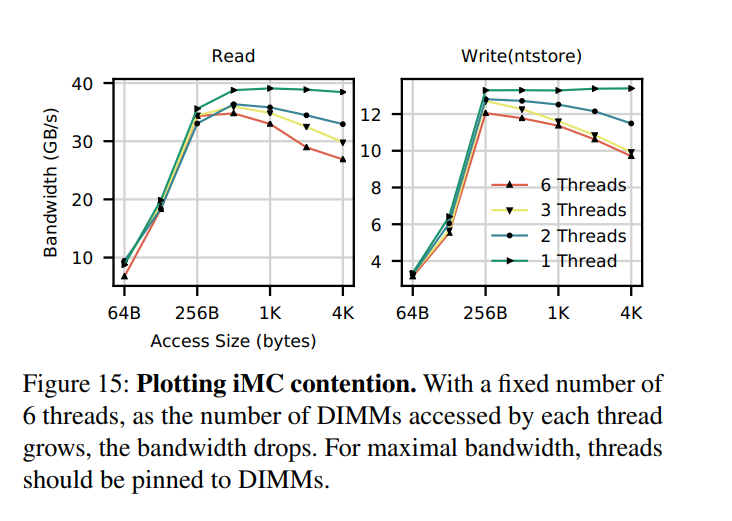 Read
Write(ntstore)
Bandwidth (GB/s)
40
30
20
10
12
10
8
6
4
6 Threads
3 Threads
2 Threads
1 Thread
64B
256B
1K
4K
64B
256B
1K
4K
Access Size (bytes)
Figure 15: Plotting iMC contention. With a fixed number of
6 threads, as the number of DIMMs accessed by each thread
grows, the bandwidth drops. For maximal bandwidth, threads
should be pinned to DIMMs.